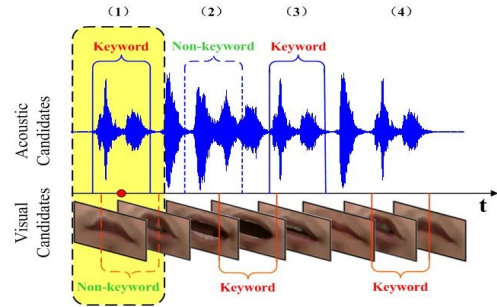 （1） （2） （3） （4）
Keyword Non-keyword Keyword
Acoustic
Candidates
t
Visual
Candidates
Non-keyword Keyword Keyword